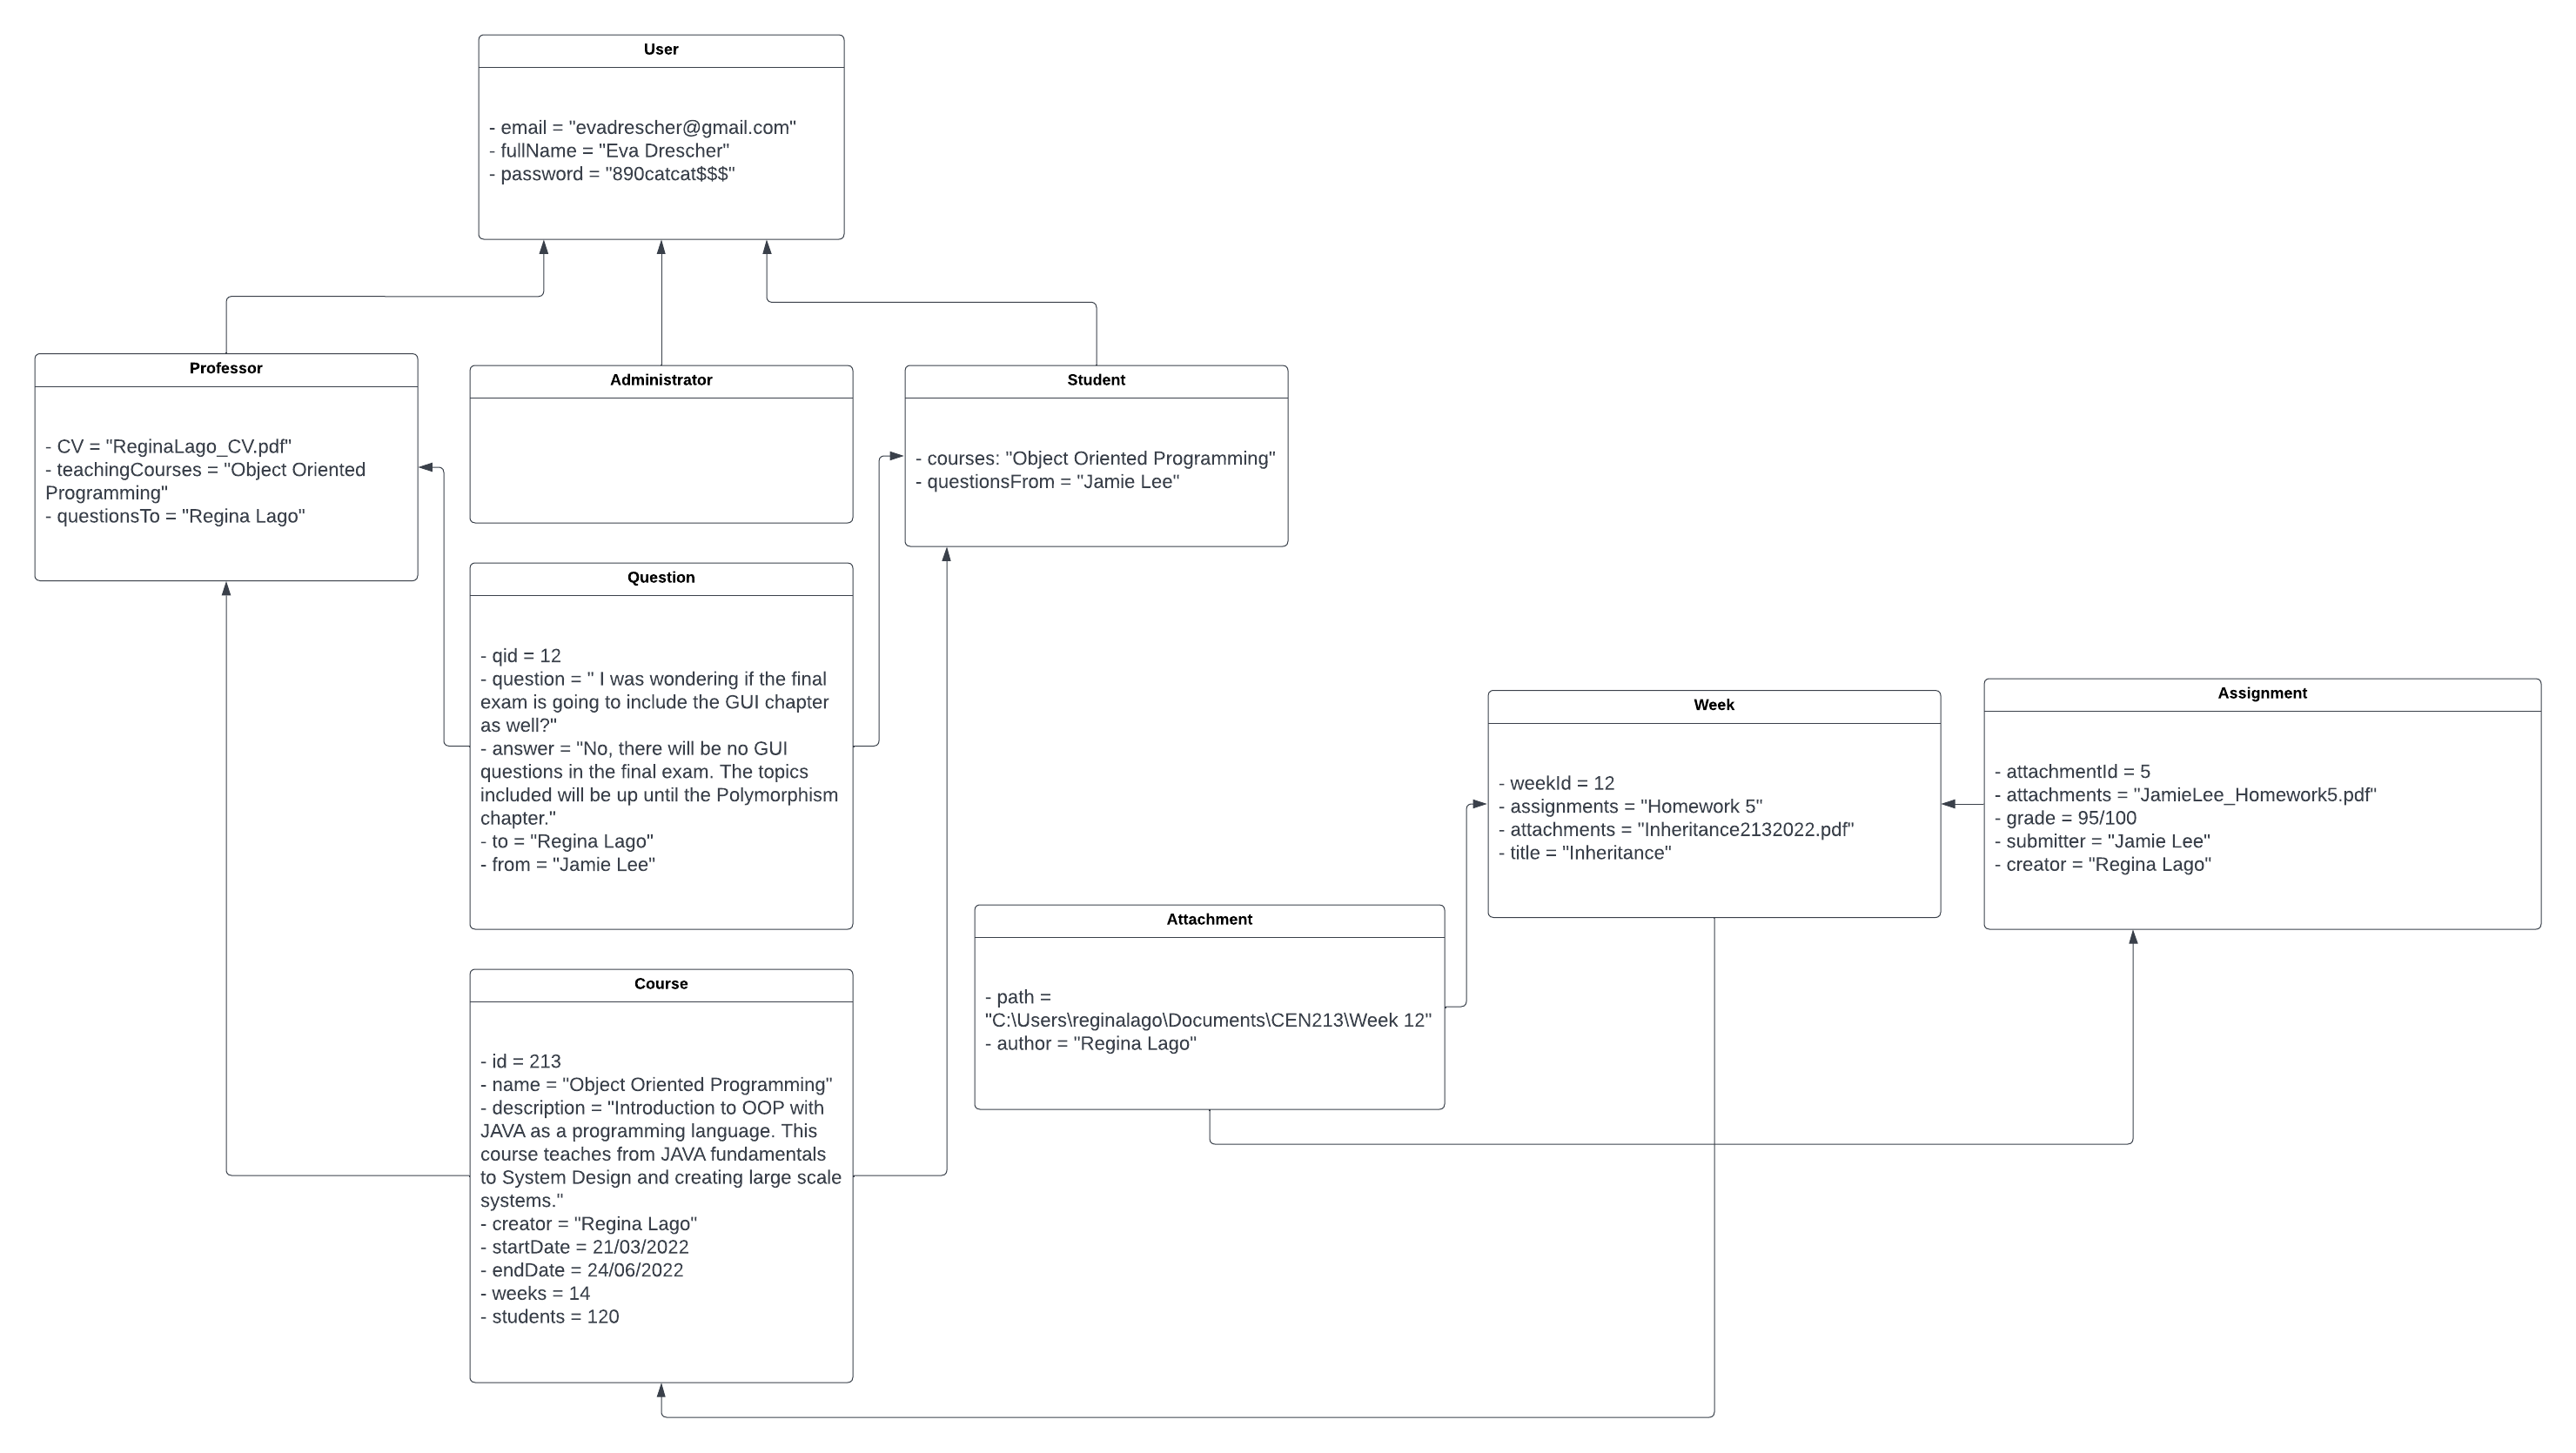 User
- email = "evadrescher@gmail.com"
- fullName = "Eva Drescher"
- password = "890catcat$$$"
Professor
- CV = "ReginaLago_CV.pdf"
- teachingCourses = "Object Oriented
Programming"
- questionsTo = "Regina Lago"
Administrator
Student
- courses: "Object Oriented Programming"
- questionsFrom = "Jamie Lee"
Question
- qid = 12
- question = " I was wondering if the final
exam is going to include the GUI chapter
as well?"
- answer = "No, there will be no GUI
questions in the final exam. The topics
included will be up until the Polymorphism
chapter."
- to = "Regina Lago"
- from = "Jamie Lee"
Week
- weekId = 12
- assignments = "Homework 5"
- attachments = "Inheritance2132022.pdf"
- title = "Inheritance"
Assignment
- attachmentId = 5
- attachments = "JamieLee_Homework5.pdf"
- grade = 95/100
- submitter = "Jamie Lee"
- creator = "Regina Lago"
Attachment
- path =
"C:\Users\reginalago\Documents\CEN213\Week 12"
- author = "Regina Lago"
Course
- id = 213
- name = "Object Oriented Programming"
- description = "Introduction to OOP with
JAVA as a programming language. This
course teaches from JAVA fundamentals
to System Design and creating large scale
systems."
- creator = "Regina Lago"
- startDate = 21/03/2022
- endDate = 24/06/2022
- weeks = 14
- students = 120